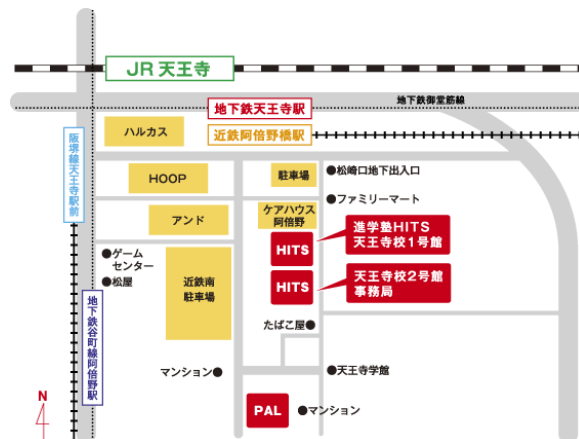 JR 天王寺
地下鉄御堂筋線
地下鉄天王寺駅
ハルカス
近鉄阿倍野橋駅
阪堺線天王寺駅前
HOOP
駐車場
●松崎口地下出入口
●ファミリーマート
アンド
ケアハウス
阿倍野
進学塾HITS
天王寺校1号館
HITS
●ゲーム
センター
●松屋
近鉄南
駐車場
HITS
天王寺校2号館
事務局
地下鉄谷町線阿倍野駅
たばこ屋●
マンション●
●天王寺学館
N
PAL
●マンション